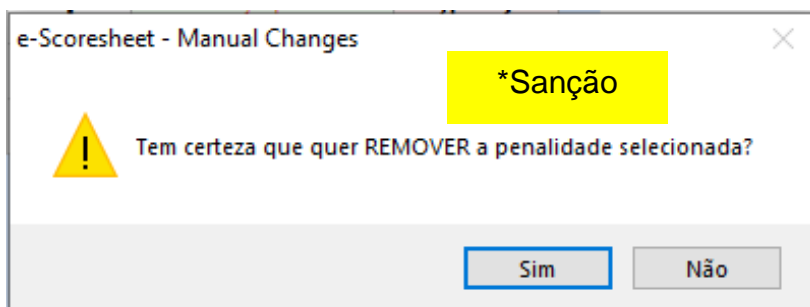 e-Scoresheet - Manual Changes
*Sanção
Tem certeza que quer REMOVER a penalidade selecionada?
Sim
Não